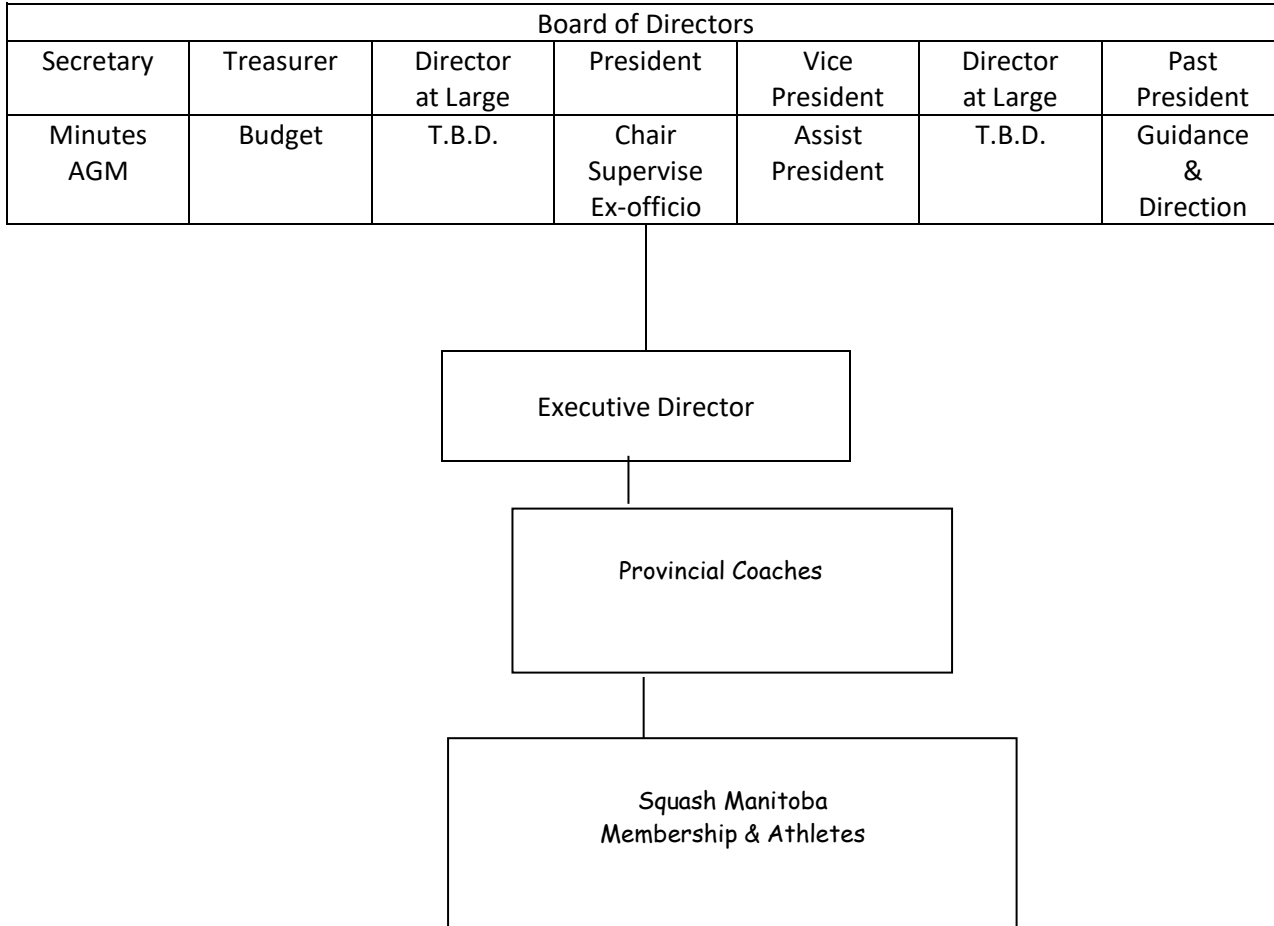 Board of Directors
Secretary Treasurer Director President Vice Director Past
at Large President at Large President
Minutes Budget T.B.D. Chair Assist T.B.D. Guidance
AGM Supervise President &
Ex-officio Direction
Executive Director
Provincial Coaches
Squash Manitoba
Membership & Athletes